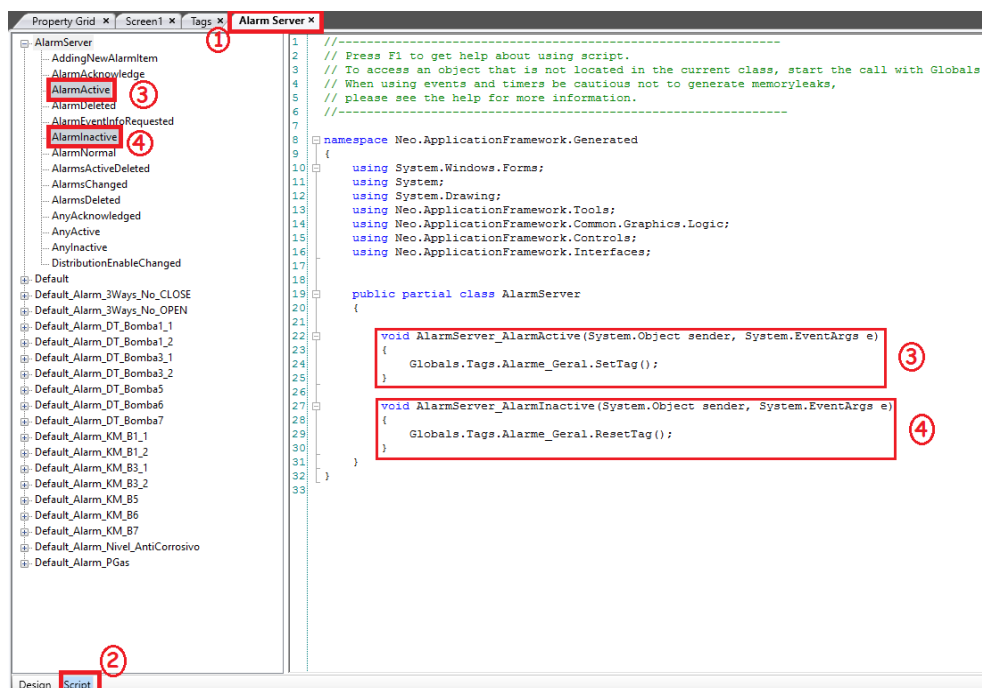 Property Grid × Screen1 × Tags × Alarm Server ×
1
AlarmServer
AddingNewAlarmItem
AlarmAcknowledge
AlarmActive
3
AlarmDeleted
AlarmEventInfoRequested
AlarmInactive
4
AlarmNormal
AlarmsActiveDeleted
AlarmsChanged
AlarmsDeleted
AnyAcknowledged
AnyActive
AnyInactive
DistributionEnableChanged
Default
Default_Alarm_3Ways_No_CLOSE
Default_Alarm_3Ways_No_OPEN
Default_Alarm_DT_Bomba1_1
Default_Alarm_DT_Bomba1_2
Default_Alarm_DT_Bomba3_1
Default_Alarm_DT_Bomba3_2
Default_Alarm_DT_Bomba5
Default_Alarm_DT_Bomba6
Default_Alarm_DT_Bomba7
Default_Alarm_KM_B1_1
Default_Alarm_KM_B1_2
Default_Alarm_KM_B3_1
Default_Alarm_KM_B3_2
Default_Alarm_KM_B5
Default_Alarm_KM_B6
Default_Alarm_KM_B7
Default_Alarm_Nivel_AntiCorrosivo
Default_Alarm_PGas
2
Design Script
1 //---------------------------------------------------------------
2 // Press F1 to get help about using script.
3 // To access an object that is not located in the current class, start the call with Globals
4 // When using events and timers be cautious not to generate memoryleaks,
5 // please see the help for more information.
6 //---------------------------------------------------------------
7
8 namespace Neo.ApplicationFramework.Generated
9 {
10 using System.Windows.Forms;
11 using System;
12 using System.Drawing;
13 using Neo.ApplicationFramework.Tools;
14 using Neo.ApplicationFramework.Common.Graphics.Logic;
15 using Neo.ApplicationFramework.Controls;
16 using Neo.ApplicationFramework.Interfaces;
17
18
19 public partial class AlarmServer
20 {
21
22 void AlarmServer_AlarmActive(System.Object sender, System.EventArgs e)
23 {
24 Globals.Tags.Alarme_Geral.SetTag();
25 }
3
26
27 void AlarmServer_AlarmInactive(System.Object sender, System.EventArgs e)
28 {
29 Globals.Tags.Alarme_Geral.ResetTag();
30 }
4
31 }
32 }
33